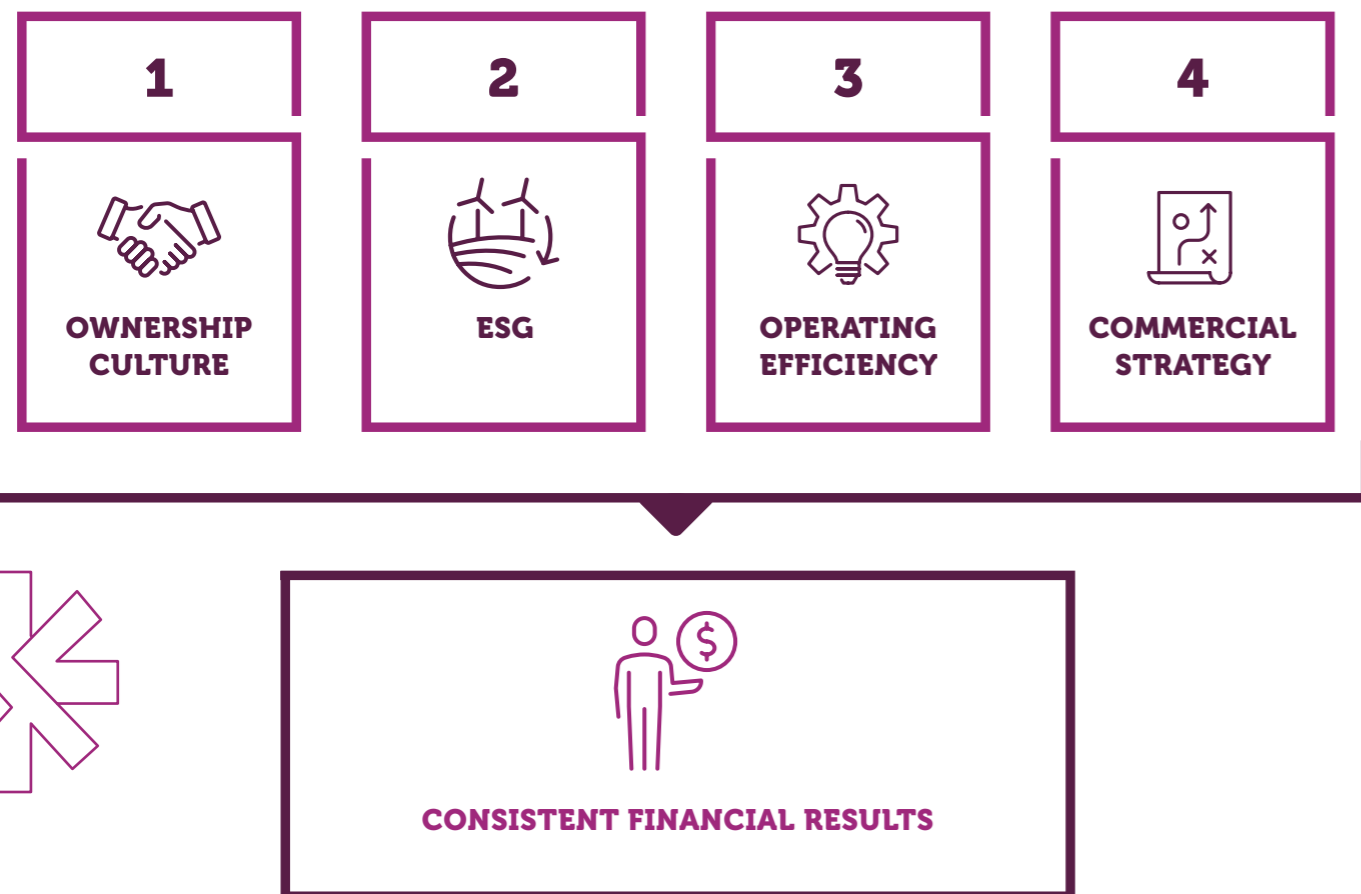 1
2
3
4
OWNERSHIP
CULTURE
ESG
OPERATING
EFFICIENCY
COMMERCIAL
STRATEGY
$
CONSISTENT FINANCIAL RESULTS